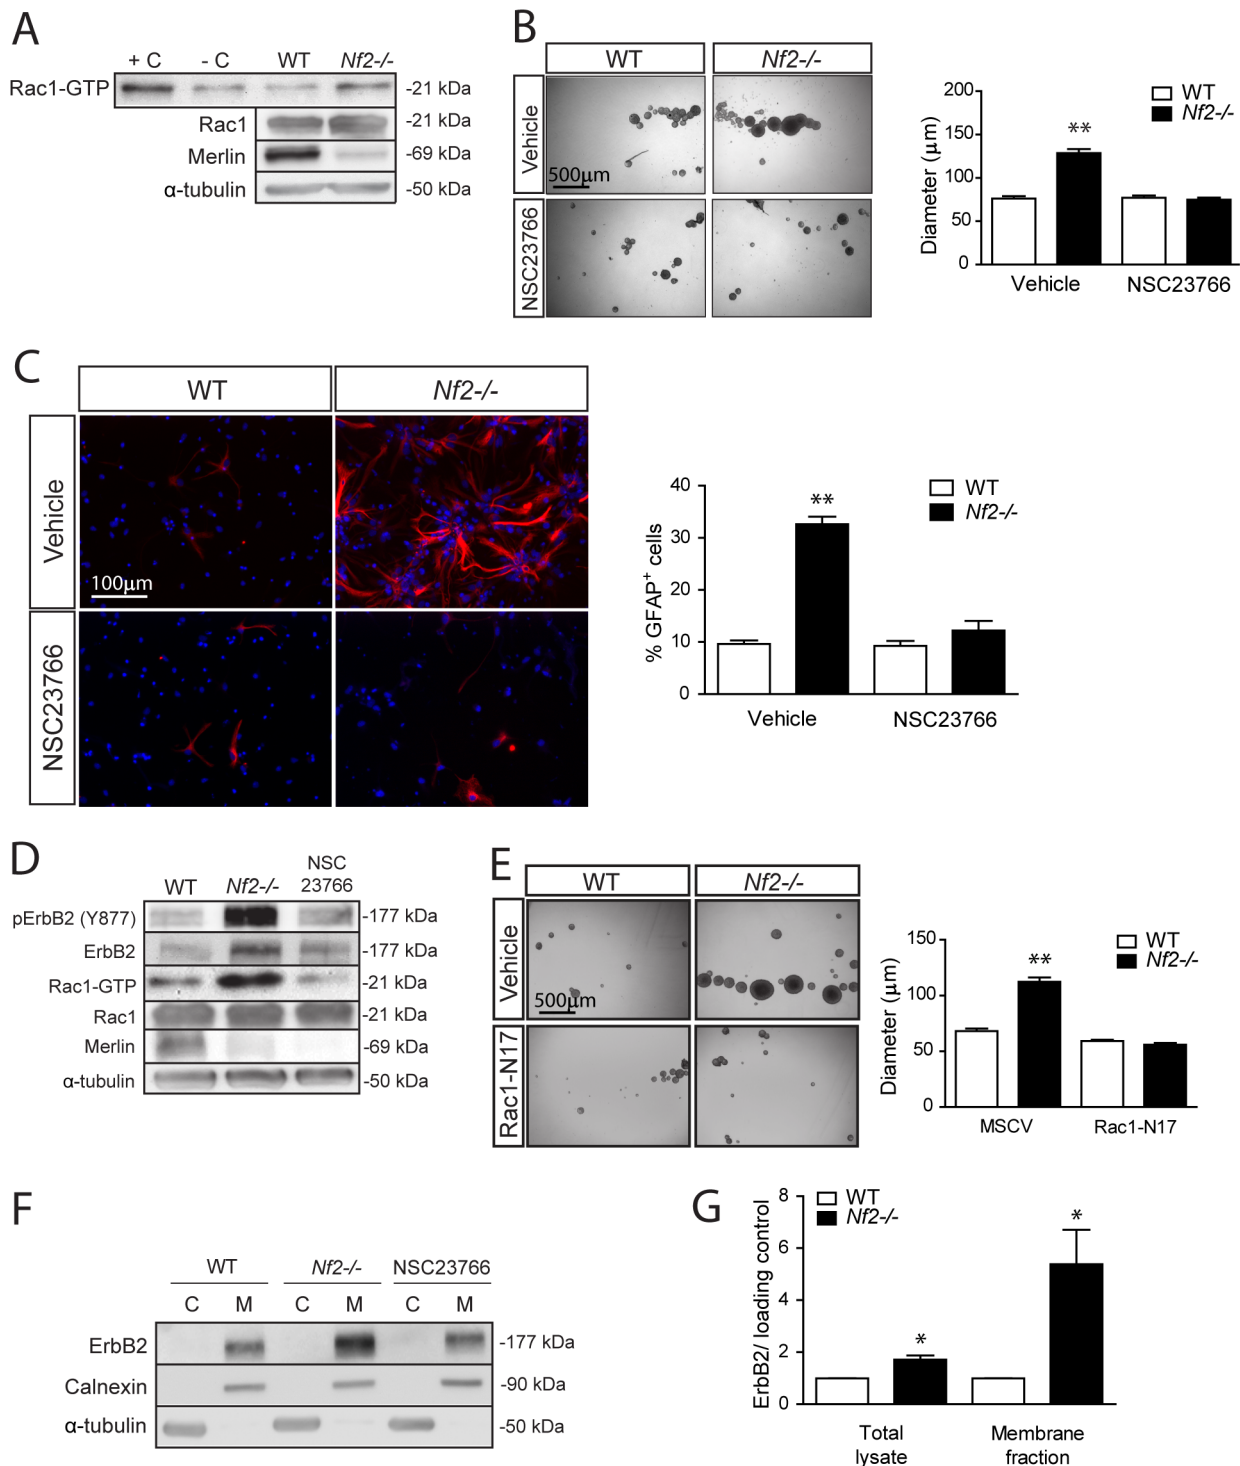 A
+ C - C WT Nf2-/-
Rac1-GTP -21 kDa
Rac1 -21 kDa
Merlin -69 kDa
α-tubulin -50 kDa
B
WT Nf2-/-
Vehicle
500μm
NSC23766
200
150
100
50
0
Diameter (μm)
WT
Nf2-/-
**
Vehicle NSC23766
C
WT Nf2-/-
Vehicle
100μm
NSC23766
40
30
20
10
0
% GFAP+ cells
WT
Nf2-/-
**
Vehicle NSC23766
D
WT Nf2-/- NSC
23766
pErbB2 (Y877) -177 kDa
ErbB2 -177 kDa
Rac1-GTP -21 kDa
Rac1 -21 kDa
Merlin -69 kDa
α-tubulin -50 kDa
E
WT Nf2-/-
Vehicle
500μm
Rac1-N17
150
100
50
0
Diameter (μm)
WT
Nf2-/-
**
MSCV Rac1-N17
F
WT Nf2-/- NSC23766
C M C M C M
ErbB2 -177 kDa
Calnexin -90 kDa
α-tubulin -50 kDa
G
8
6
4
2
0
ErbB2/ loading control
WT
Nf2-/-
*
*
Total Membrane
lysate fraction